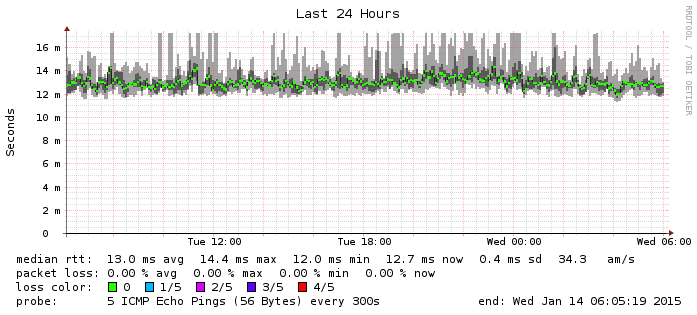 Last 24 Hours
RRDTOOL / TOBI OETIKER
Seconds
16 m
14 m
12 m
10 m
8 m
6 m
4 m
2 m
0
Tue 12:00 Tue 18:00 Wed 00:00 Wed 06:00
median rtt: 13.0 ms avg 14.4 ms max 12.0 ms min 12.7 ms now 0.4 ms sd 34.3 am/s
packet loss: 0.00 % avg 0.00 % max 0.00 % min 0.00 % now
loss color: 0 1/5 2/5 3/5 4/5
probe: 5 ICMP Echo Pings (56 Bytes) every 300s end: Wed Jan 14 06:05:19 2015